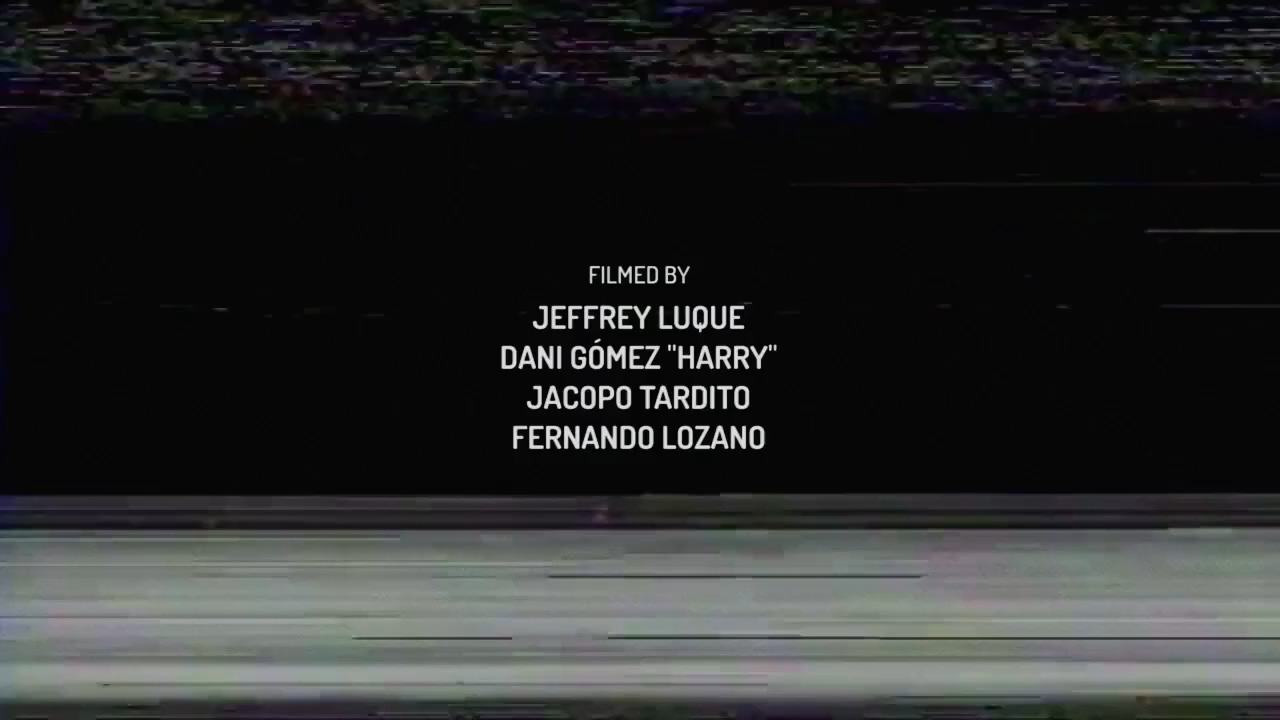 FILMED BY
JEFFREY LUQUE
DANI GÓMEZ "HARRY"
JACOPO TARDITO
FERNANDO LOZANO